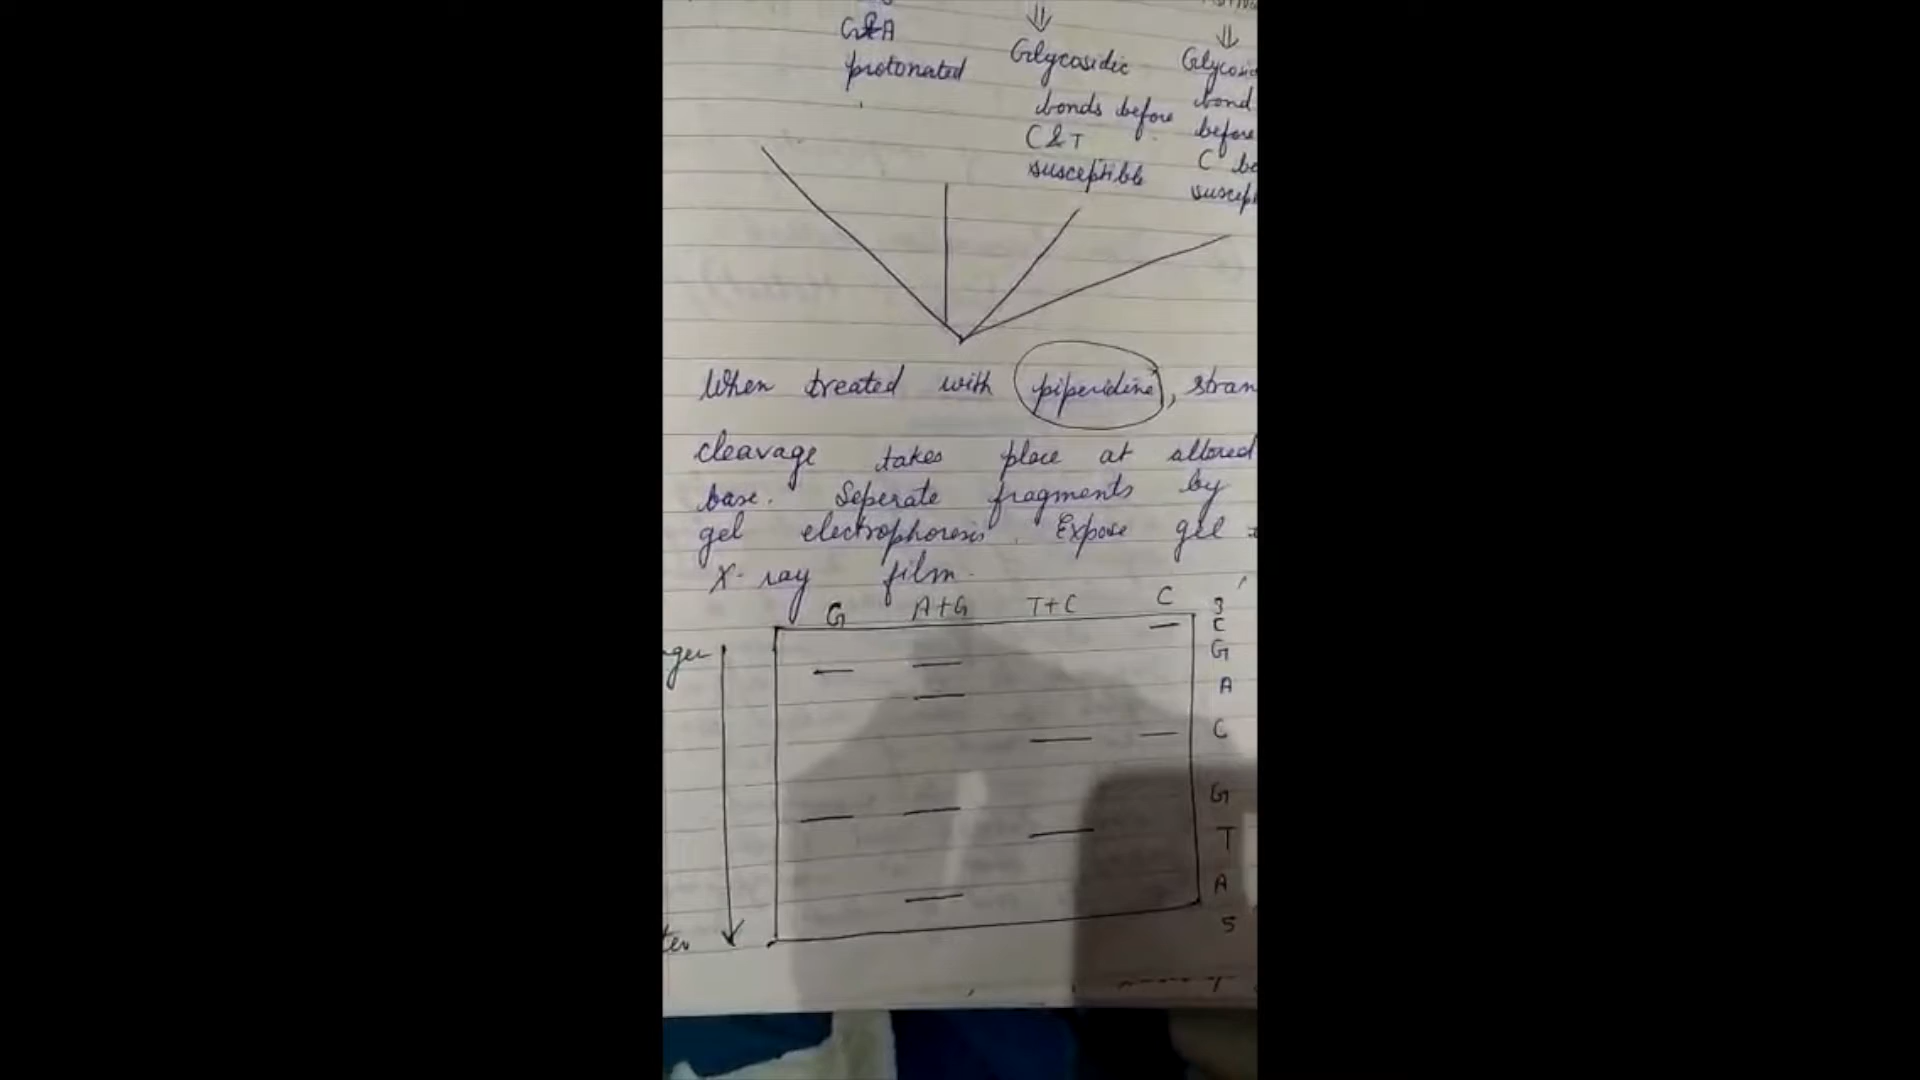 G&A
protonated
⇓
Glycosidic
bonds before
C&T
susceptible
⇓
Glycosi
bond
before
C be
suscep
When treated with piperidine, stran
cleavage takes place at altered
base. Seperate fragments by
gel electrophoresis. Expose gel
X-ray film.
G A+G T+C C 3'
C
G
A
C
G
T
A
5